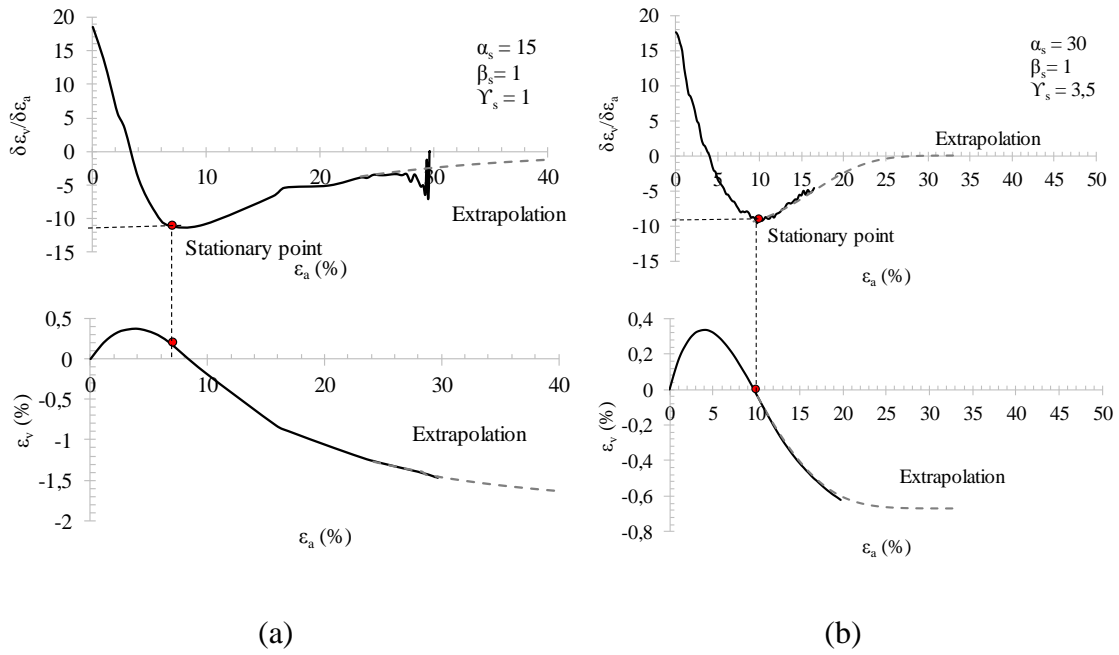 20
15
10
5
0
-5
-10
-15
δεᵥ/δεₐ
0
10
20
30
40
αₛ = 15
βₛ= 1
ϒₛ = 1
Extrapolation
Stationary point
εₐ (%)
0,5
0
-0,5
-1
-1,5
-2
εᵥ (%)
0
10
20
30
40
Extrapolation
εₐ (%)
(a)
20
15
10
5
0
-5
-10
-15
δεᵥ/δεₐ
0
10
20
30
40
50
αₛ = 30
βₛ= 1
ϒₛ = 3,5
Extrapolation
Stationary point
εₐ (%)
0,4
0,2
0
-0,2
-0,4
-0,6
-0,8
εᵥ (%)
0
5
10
15
20
25
30
35
40
45
50
Extrapolation
εₐ (%)
(b)